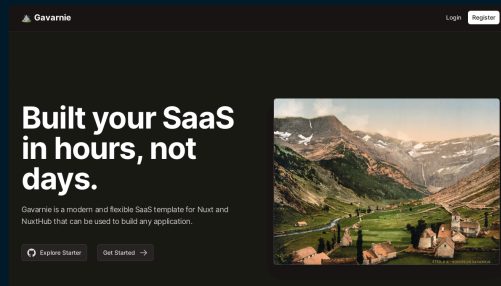 Gavarnie
Login
Register
Built your SaaS
in hours, not
days.
Gavarnie is a modern and flexible SaaS template for Nuxt and
NuxtHub that can be used to build any application.
Explore Starter
Get Started